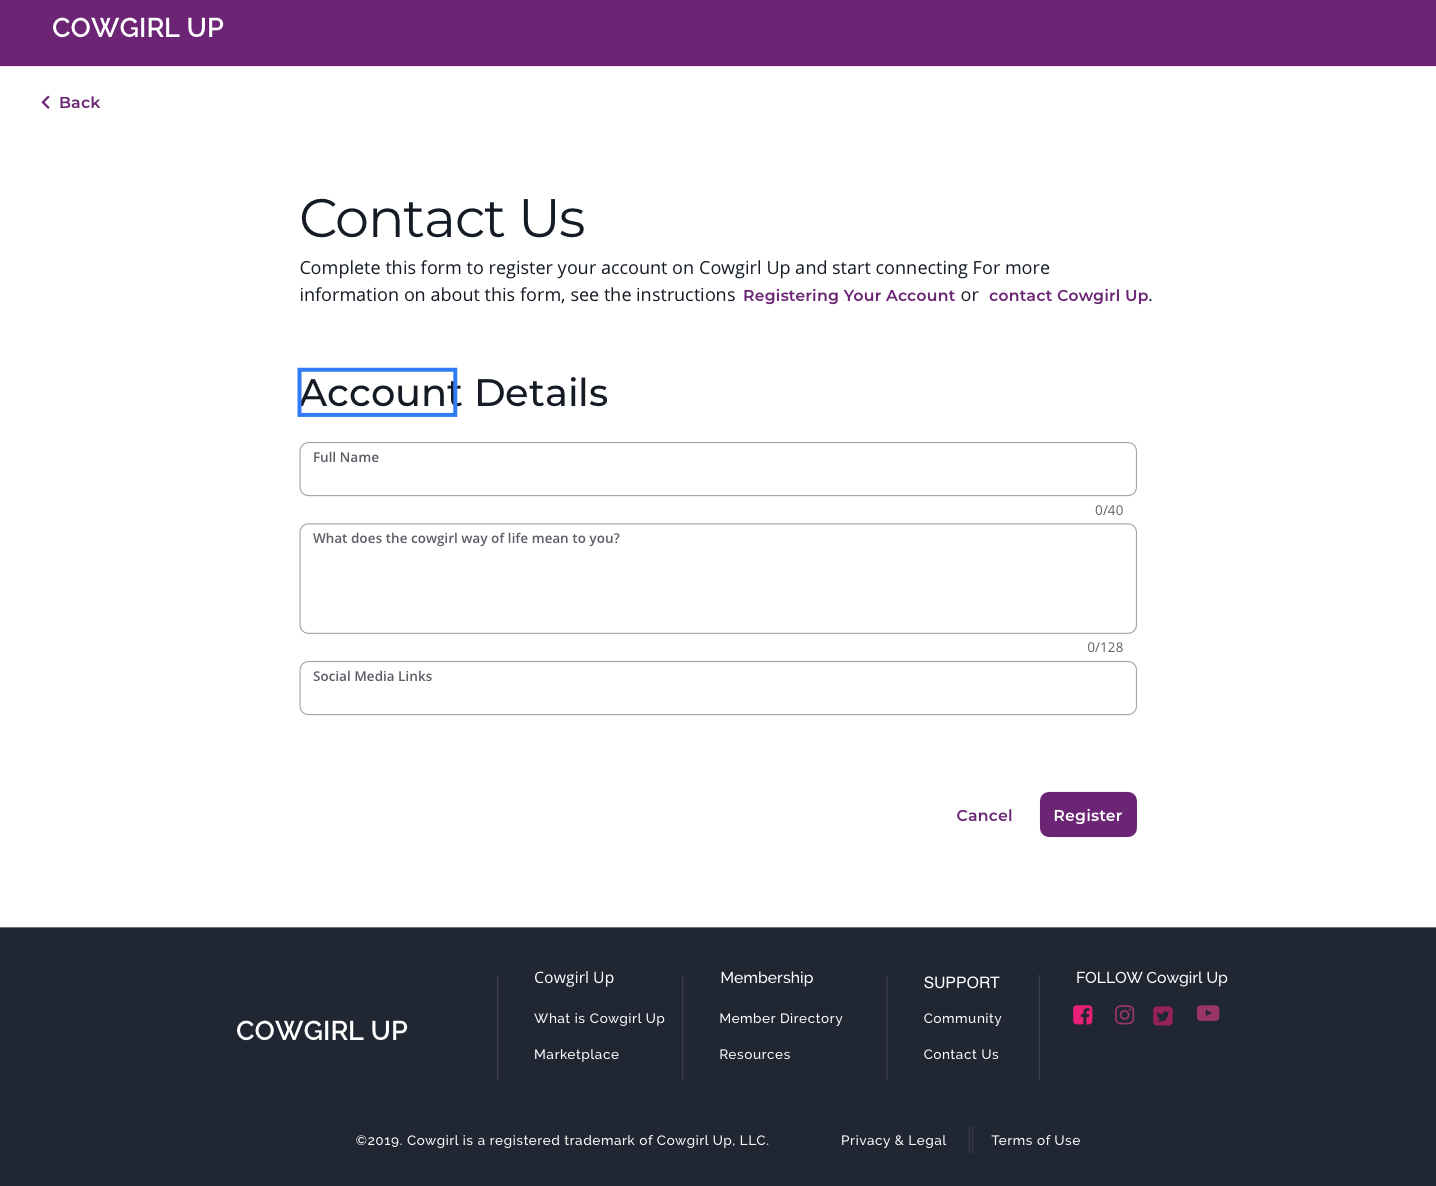 COWGIRL UP
Back
Contact Us
Complete this form to register your account on Cowgirl Up and start connecting For more
information on about this form, see the instructions Registering Your Account or contact Cowgirl Up.
Account Details
Full Name
0/40
What does the cowgirl way of life mean to you?
0/128
Social Media Links
Cancel
Register
COWGIRL UP
Cowgirl Up
What is Cowgirl Up
Marketplace
Membership
Member Directory
Resources
SUPPORT
Community
Contact Us
FOLLOW Cowgirl Up
©2019. Cowgirl is a registered trademark of Cowgirl Up, LLC.
Privacy & Legal
Terms of Use